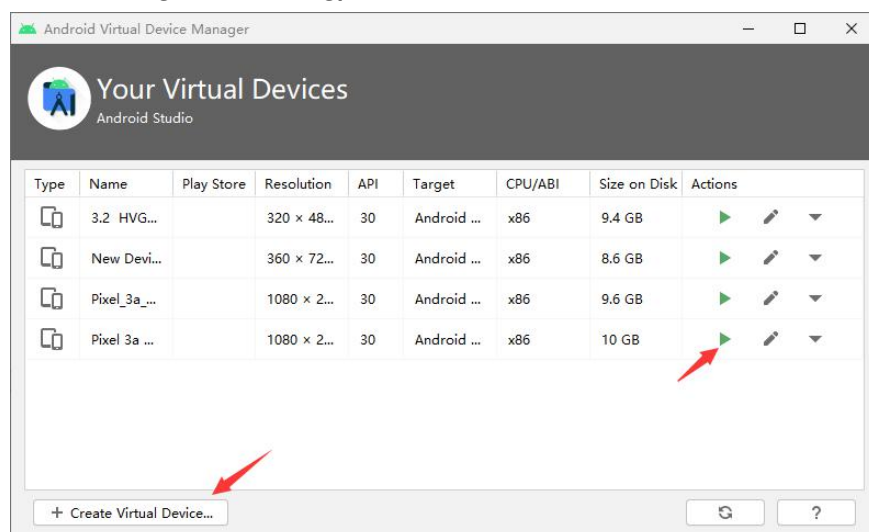 Android Virtual Device Manager
Your Virtual Devices
Android Studio
Type Name Play Store Resolution API Target CPU/ABI Size on Disk Actions
3.2 HVG... 320 × 48... 30 Android ... x86 9.4 GB
New Devi... 360 × 72... 30 Android ... x86 8.6 GB
Pixel_3a_... 1080 × 2... 30 Android ... x86 9.6 GB
Pixel 3a ... 1080 × 2... 30 Android ... x86 10 GB
+ Create Virtual Device... ?